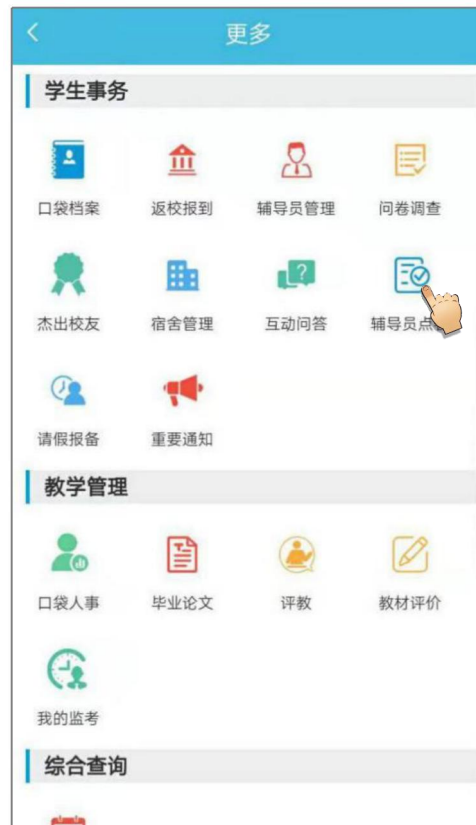 更多
学生事务
口袋档案 返校报到 辅导员管理 问卷调查
杰出校友 宿舍管理 互动问答 辅导员点
请假报备 重要通知
教学管理
口袋人事 毕业论文 评教 教材评价
我的监考
综合查询